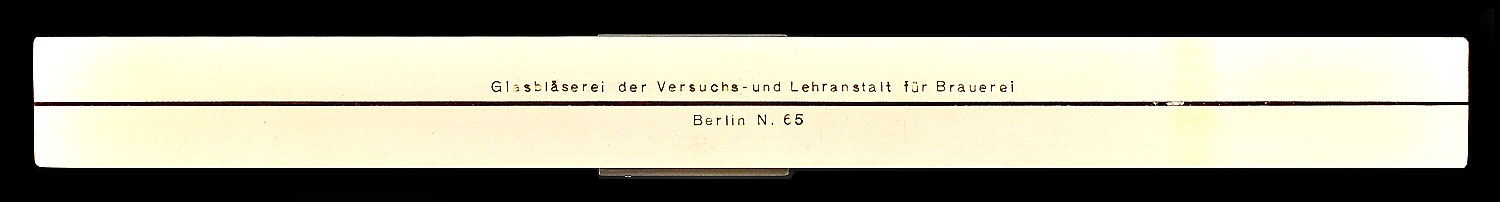 Glasbläserei der Versuchs-und Lehranstalt für Brauerei
Berlin N. 65